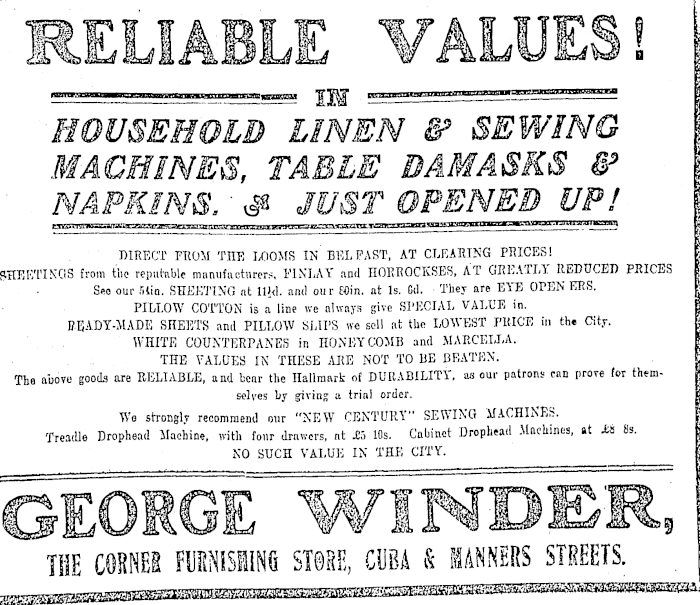 RELIABLE VALUES!
IN
HOUSEHOLD LINEN & SEWING
MACHINES, TABLE DAMASKS &
NAPKINS. JUST OPENED UP!
DIRECT FROM THE LOOMS IN BELFAST, AT CLEARING PRICES!
SHEETINGS from the reputable manufacturers, FINLAY and HORROCKSES, AT GREATLY REDUCED PRICES
See our 54in. SHEETING at 11½d. and our 80in. at 1s. 6d. They are EYE OPENERS.
PILLOW COTTON is a line we always give SPECIAL VALUE in.
READY-MADE SHEETS and PILLOW SLIPS we sell at the LOWEST PRICE in the City.
WHITE COUNTERPANES in HONEYCOMB and MARCELLA.
THE VALUES IN THESE ARE NOT TO BE BEATEN.
The above goods are RELIABLE, and bear the Hallmark of DURABILITY, as our patrons can prove for them-
selves by giving a trial order.
We strongly recommend our "NEW CENTURY" SEWING MACHINES.
Treadle Drophead Machine, with four drawers, at £5 10s. Cabinet Drophead Machines, at £8 8s.
NO SUCH VALUE IN THE CITY.
GEORGE WINDER,
THE CORNER FURNISHING STORE, CUBA & MANNERS STREETS.